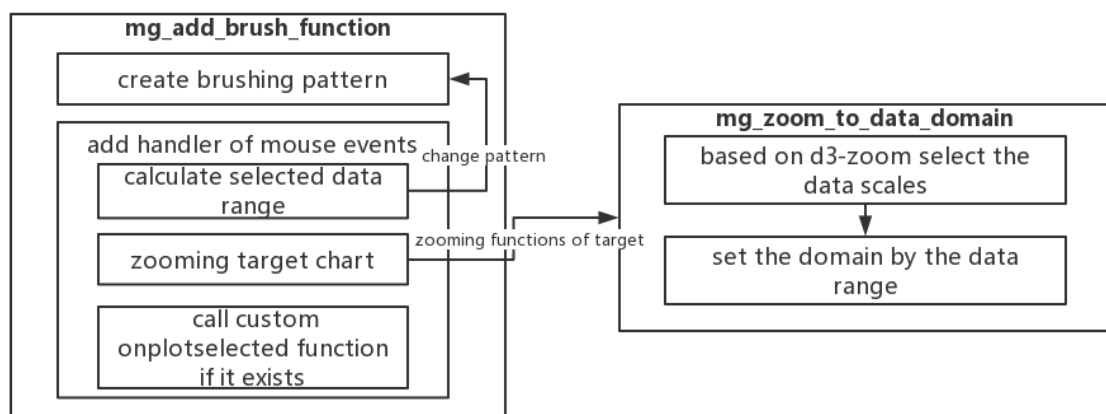 mg_add_brush_function
create brushing pattern
add handler of mouse events
change pattern
calculate selected data
range
zooming target chart
zooming functions of target
call custom
onplotselected function
if it exists
mg_zoom_to_data_domain
based on d3-zoom select the
data scales
set the domain by the data
range